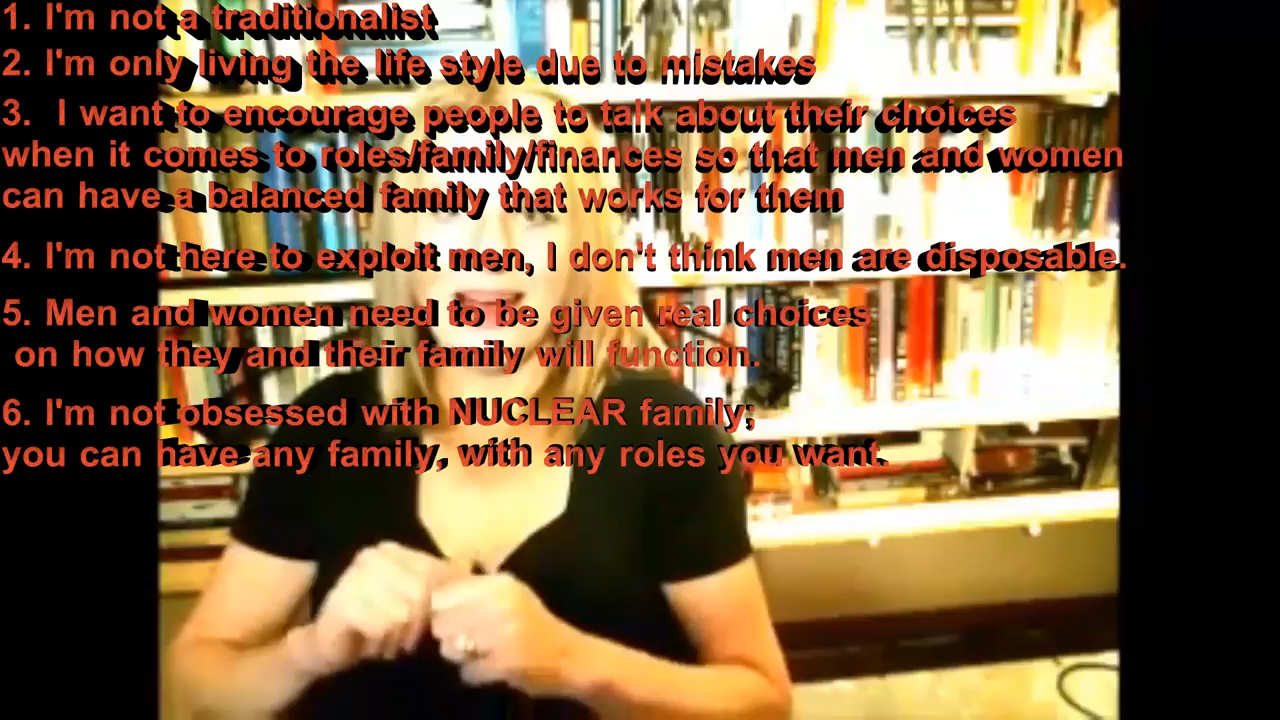 1. I'm not a traditionalist
2. I'm only living the life style due to mistakes
3. I want to encourage people to talk about their choices
when it comes to roles/family/finances so that men and women
can have a balanced family that works for them
4. I'm not here to exploit men, I don't think men are disposable.
5. Men and women need to be given real choices
on how they and their family will function.
6. I'm not obsessed with NUCLEAR family;
you can have any family, with any roles you want.